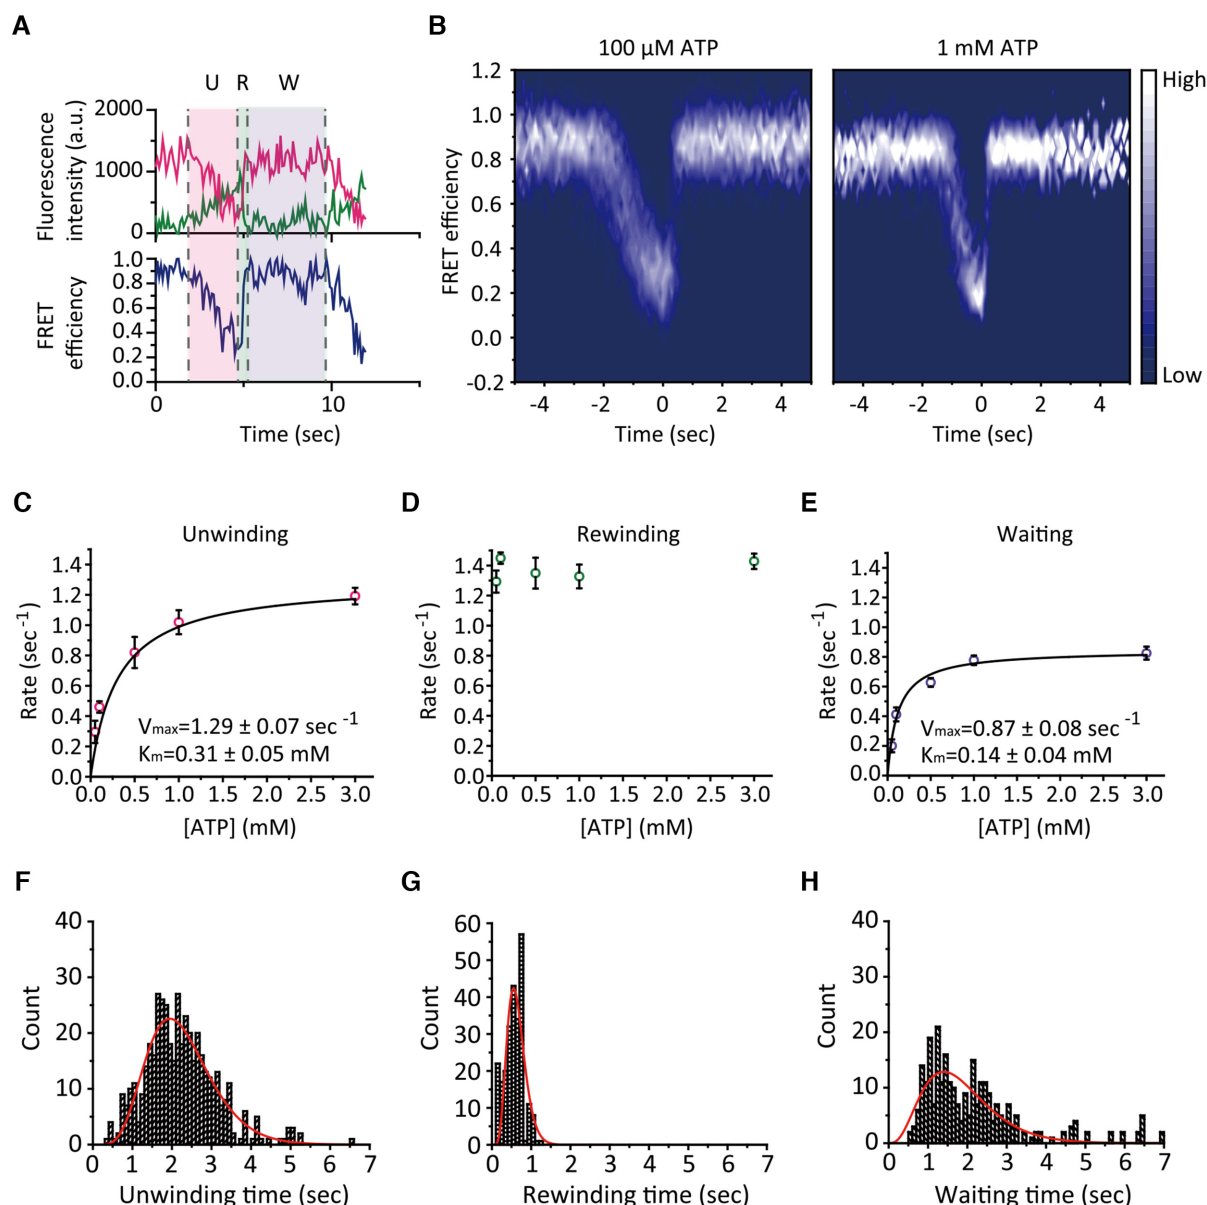 A
U R W
2000
1000
0
Fluorescence
intensity (a.u.)
1.0
0.8
0.6
0.4
0.2
0.0
FRET
efficiency
0 10
Time (sec)
B
100 µM ATP
1 mM ATP
1.2
1.0
0.8
0.6
0.4
0.2
0.0
-0.2
FRET efficiency
-4 -2 0 2 4
Time (sec)
-4 -2 0 2 4
Time (sec)
High
Low
C
Unwinding
1.4
1.2
1.0
0.8
0.6
0.4
0.2
0.0
Rate (sec⁻¹)
Vmax=1.29 ± 0.07 sec ⁻¹
Km=0.31 ± 0.05 mM
0.0 0.5 1.0 1.5 2.0 2.5 3.0
[ATP] (mM)
D
Rewinding
1.4
1.2
1.0
0.8
0.6
0.4
0.2
0.0
Rate (sec⁻¹)
0.0 0.5 1.0 1.5 2.0 2.5 3.0
[ATP] (mM)
E
Waiting
1.4
1.2
1.0
0.8
0.6
0.4
0.2
0.0
Rate (sec⁻¹)
Vmax=0.87 ± 0.08 sec ⁻¹
Km=0.14 ± 0.04 mM
0.0 0.5 1.0 1.5 2.0 2.5 3.0
[ATP] (mM)
F
40
30
20
10
0
Count
0 1 2 3 4 5 6 7
Unwinding time (sec)
G
60
50
40
30
20
10
0
Count
0 1 2 3 4 5 6 7
Rewinding time (sec)
H
40
30
20
10
0
Count
0 1 2 3 4 5 6 7
Waiting time (sec)